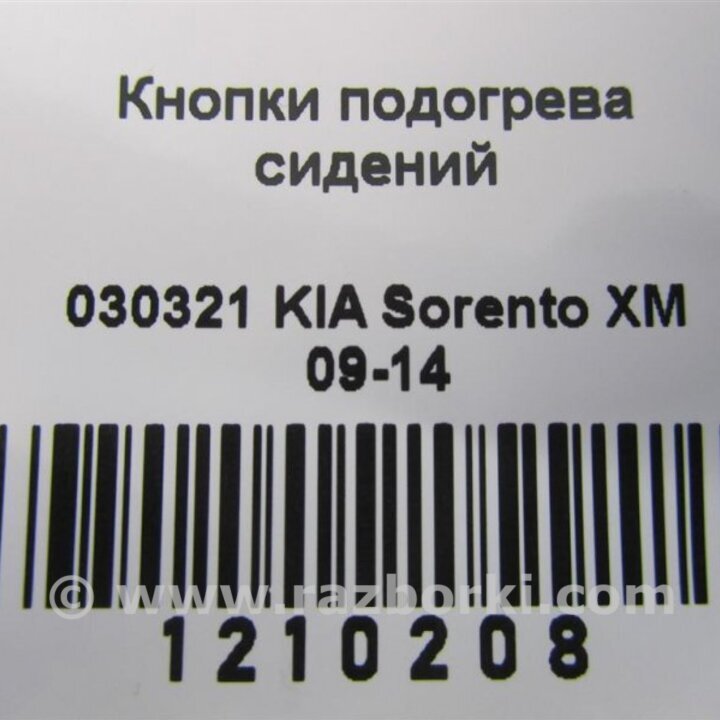 Кнопки подогрева
сидений
030321 KIA Sorento XM
09-14
© www.razborki.com
1210208